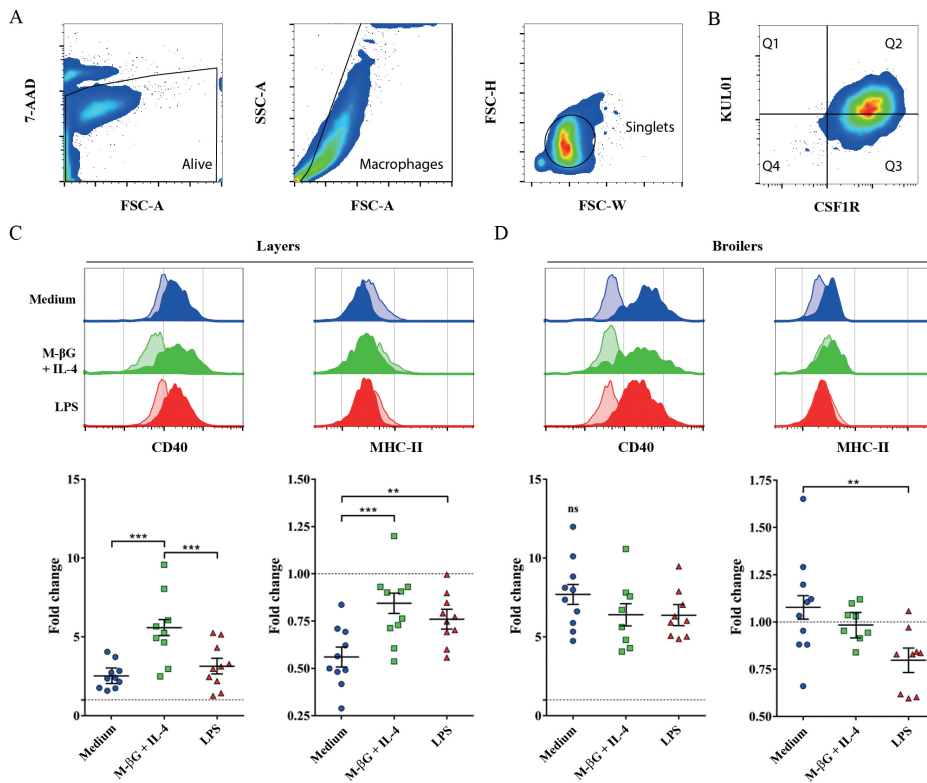 A
B
7-AAD
Alive
FSC-A
SSC-A
Macrophages
FSC-A
FSC-H
Singlets
FSC-W
KUL01
Q1
Q2
Q4
Q3
CSF1R
C
Layers
D
Broilers
Medium
M-βG
+ IL-4
LPS
CD40
MHC-II
CD40
MHC-II
Fold change
15
10
5
0
***
***
Medium
M-βG + IL-4
LPS
Fold change
1.50
1.25
1.00
0.75
0.50
0.25
**
***
Medium
M-βG + IL-4
LPS
Fold change
15
10
5
0
ns
Medium
M-βG + IL-4
LPS
Fold change
1.75
1.50
1.25
1.00
0.75
0.50
**
Medium
M-βG + IL-4
LPS